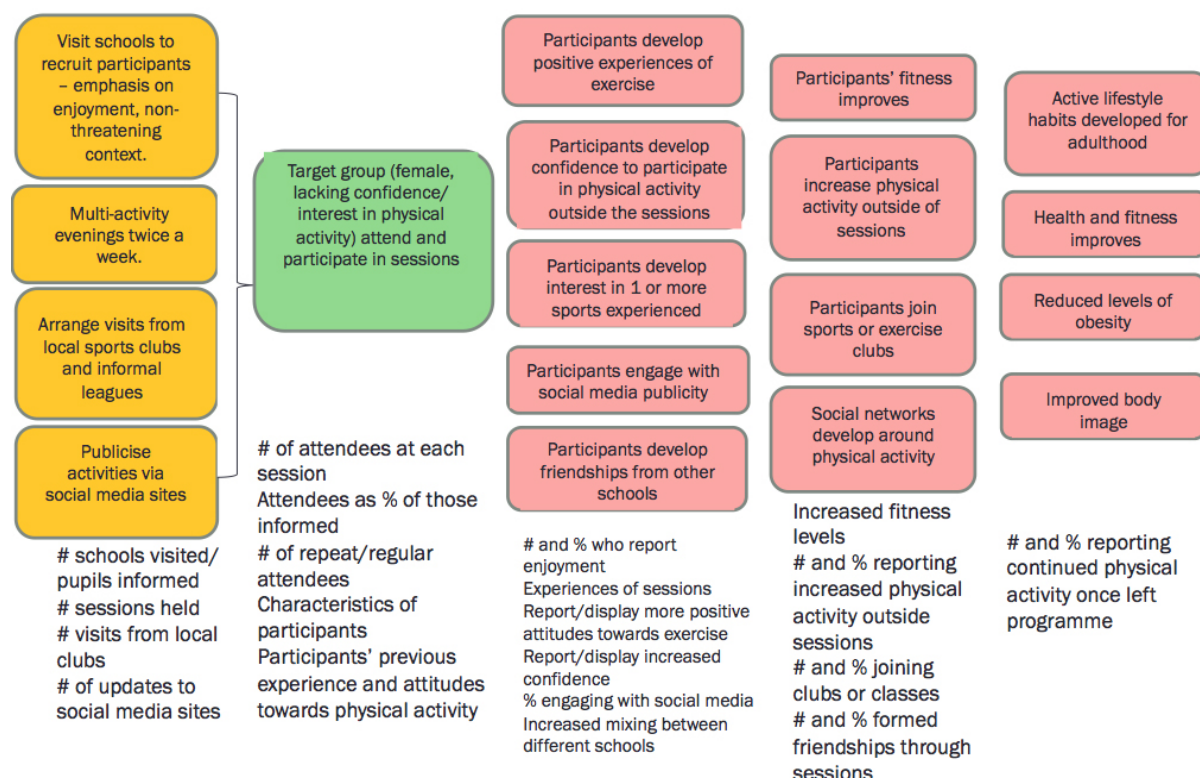 Visit schools to
recruit participants
– emphasis on
enjoyment, non-
threatening
context.
Multi-activity
evenings twice a
week.
Arrange visits from
local sports clubs
and informal
leagues
Publicise
activities via
social media sites
# schools visited/
pupils informed
# sessions held
# visits from local
clubs
# of updates to
social media sites
Target group (female,
lacking confidence/
interest in physical
activity) attend and
participate in sessions
# of attendees at each
session
Attendees as % of those
informed
# of repeat/regular
attendees
Characteristics of
participants
Participants’ previous
experience and attitudes
towards physical activity
Participants develop
positive experiences of
exercise
Participants develop
confidence to participate
in physical activity
outside the sessions
Participants develop
interest in 1 or more
sports experienced
Participants engage with
social media publicity
Participants develop
friendships from other
schools
# and % who report
enjoyment
Experiences of sessions
Report/display more positive
attitudes towards exercise
Report/display increased
confidence
% engaging with social media
Increased mixing between
different schools
Participants’ fitness
improves
Participants
increase physical
activity outside of
sessions
Participants join
sports or exercise
clubs
Social networks
develop around
physical activity
Increased fitness
levels
# and % reporting
increased physical
activity outside
sessions
# and % joining
clubs or classes
# and % formed
friendships through
sessions
Active lifestyle
habits developed for
adulthood
Health and fitness
improves
Reduced levels of
obesity
Improved body
image
# and % reporting
continued physical
activity once left
programme